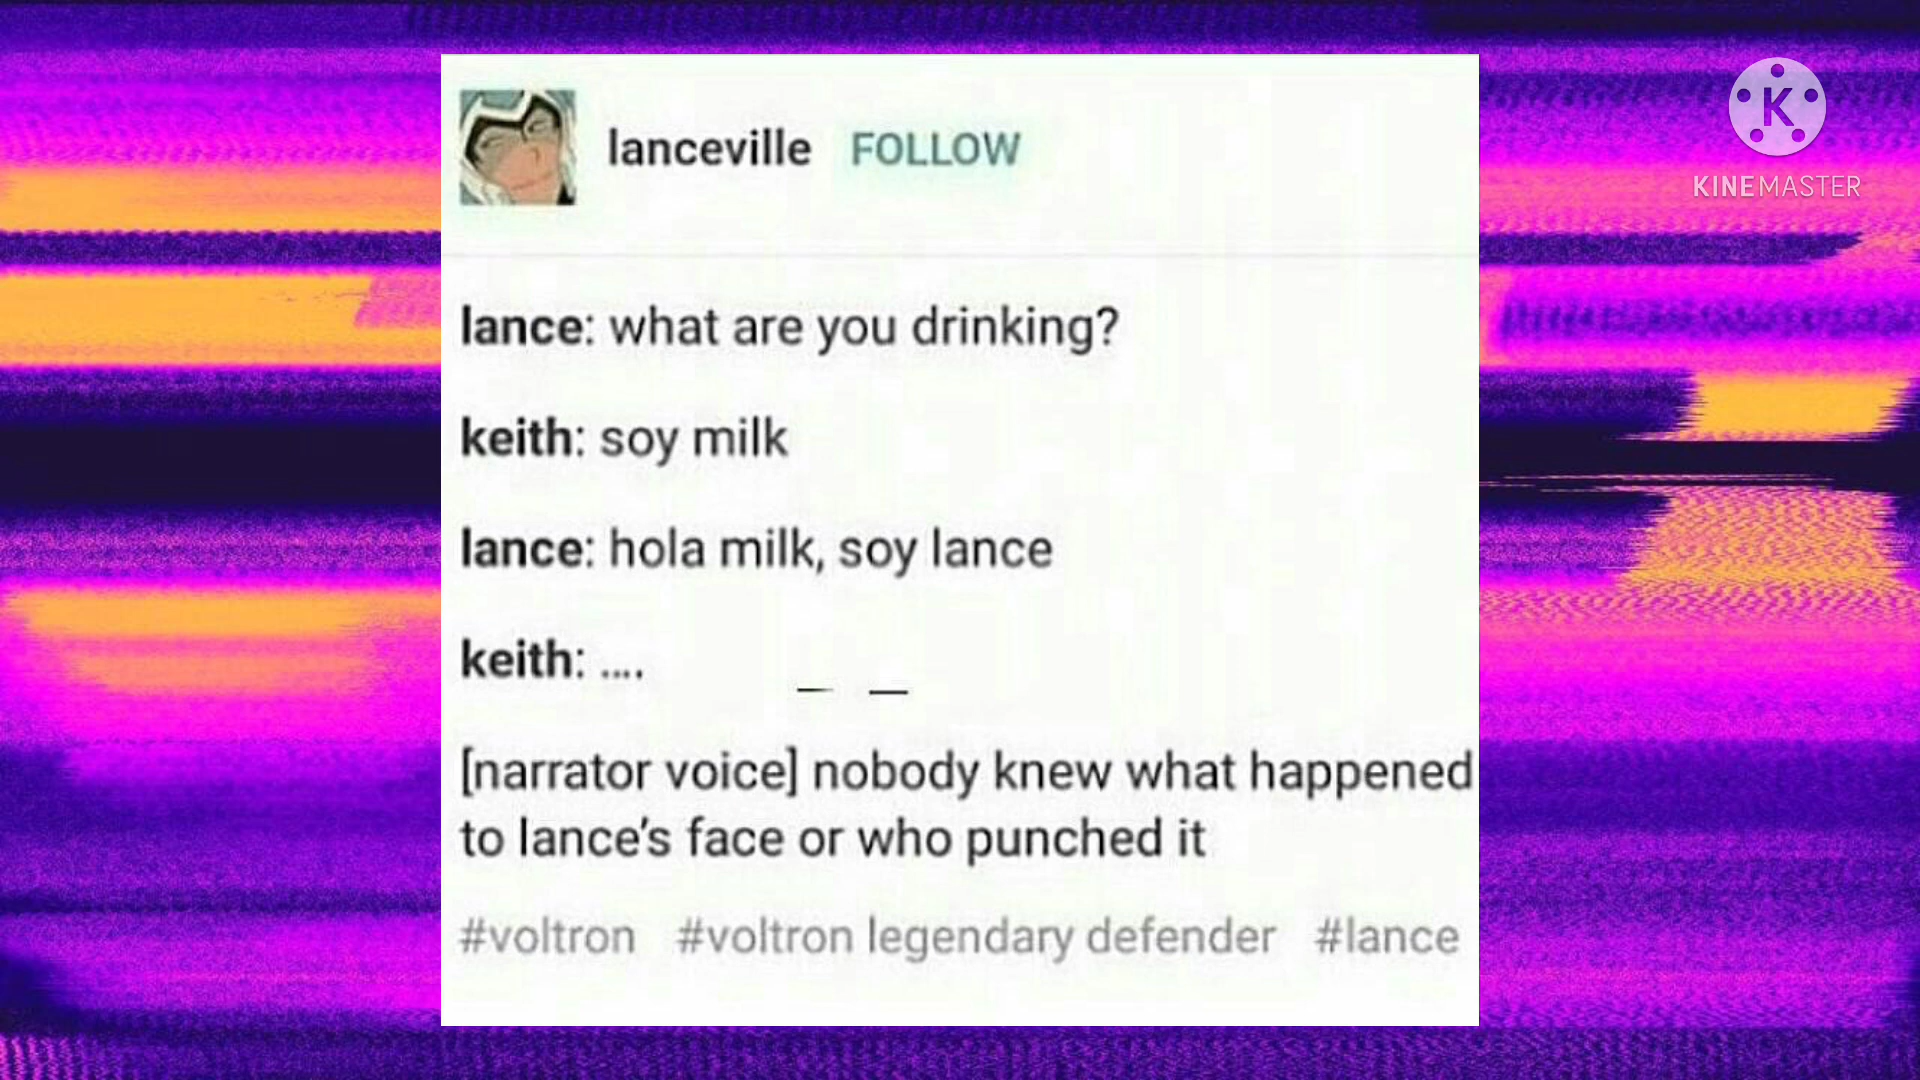 lanceville FOLLOW
K
KINEMASTER
lance: what are you drinking?
keith: soy milk
lance: hola milk, soy lance
keith: ....
[narrator voice] nobody knew what happened
to lance's face or who punched it
#voltron #voltron legendary defender #lance